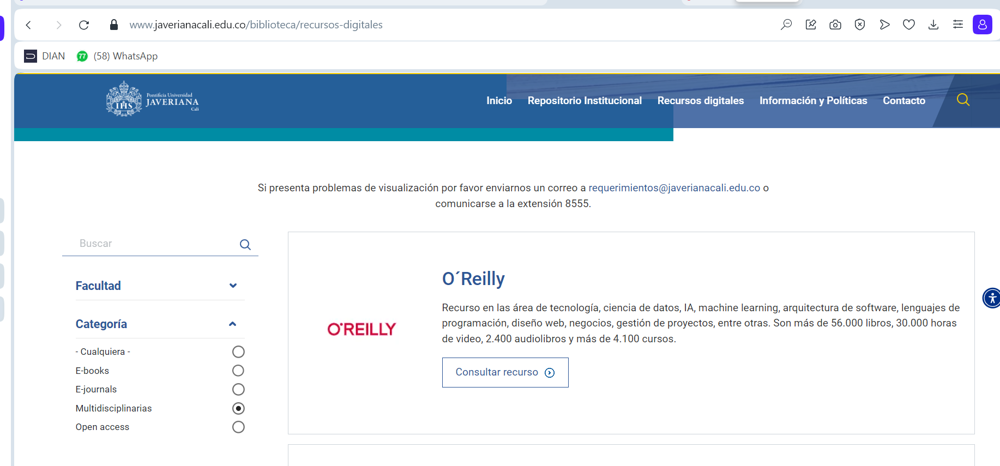 www.javerianacali.edu.co/biblioteca/recursos-digitales
DIAN
77
(58) WhatsApp
Pontificia Universidad
JAVERIANA
Cali
IHS
Inicio
Repositorio Institucional
Recursos digitales
Información y Políticas
Contacto
Si presenta problemas de visualización por favor enviarnos un correo a requerimientos@javerianacali.edu.co o
comunicarse a la extensión 8555.
Buscar
Facultad
Categoría
- Cualquiera -
E-books
E-journals
Multidisciplinarias
Open access
O'REILLY
O´Reilly
Recurso en las área de tecnología, ciencia de datos, IA, machine learning, arquitectura de software, lenguajes de
programación, diseño web, negocios, gestión de proyectos, entre otras. Son más de 56.000 libros, 30.000 horas
de video, 2.400 audiolibros y más de 4.100 cursos.
Consultar recurso